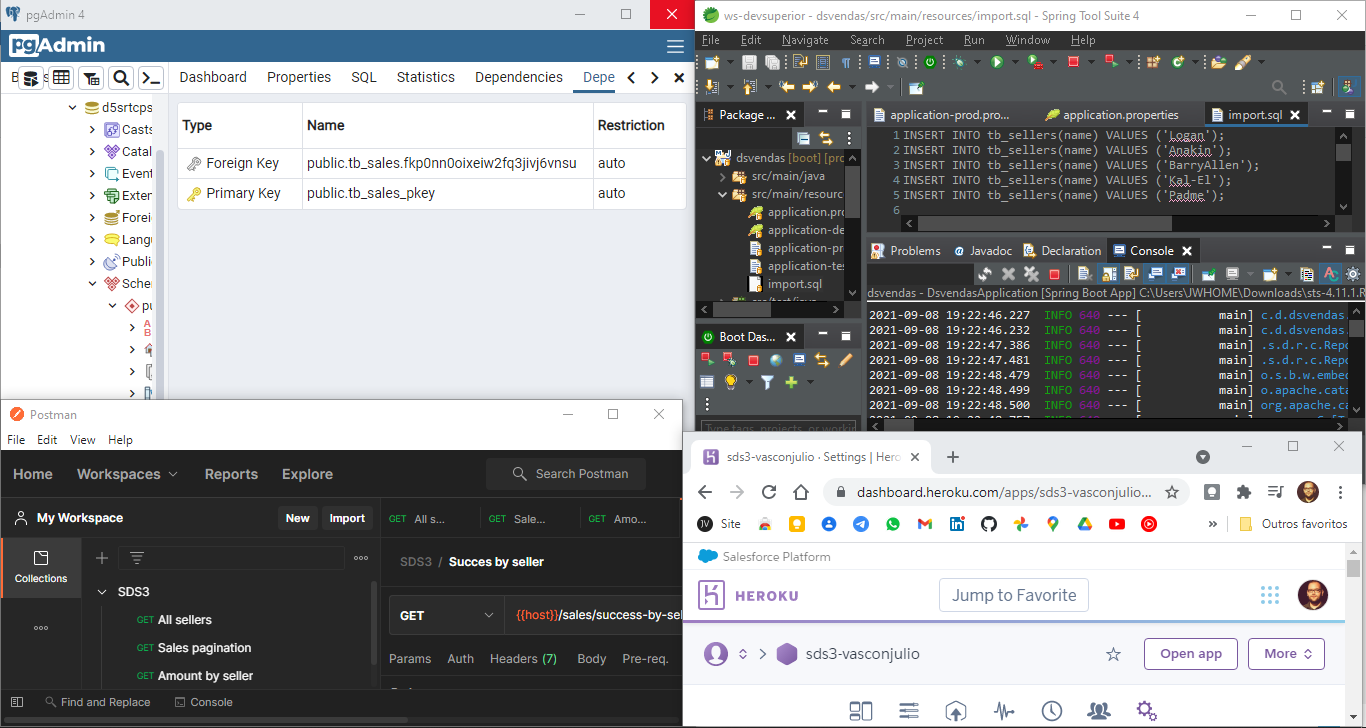 pgAdmin 4
pgAdmin
Dashboard Properties SQL Statistics Dependencies Depe
d5srtcps
Casts
Catal
Event
Exten
Forei
Langu
Publi
Schem
pu
Type Name Restriction
Foreign Key public.tb_sales.fkp0nn0oixeiw2fq3jivj6vnsu auto
Primary Key public.tb_sales_pkey auto
ws-devsuperior - dsvendas/src/main/resources/import.sql - Spring Tool Suite 4
File Edit Navigate Search Project Run Window Help
Package ...
dsvendas [boot] [pro
src/main/java
src/main/resourc
application.pro
application-de
application-pr
application-tes
import.sql
src/test/java
application-prod.pro... application.properties import.sql
1 INSERT INTO tb_sellers(name) VALUES ('Logan');
2 INSERT INTO tb_sellers(name) VALUES ('Anakin');
3 INSERT INTO tb_sellers(name) VALUES ('BarryAllen');
4 INSERT INTO tb_sellers(name) VALUES ('Kal-El');
5 INSERT INTO tb_sellers(name) VALUES ('Padme');
6
Problems Javadoc Declaration Console
dsvendas - DsvendasApplication [Spring Boot App] C:\Users\JWHOME\Downloads\sts-4.11.1.R
2021-09-08 19:22:46.227 INFO 640 --- [ main] c.d.dsvendas.
2021-09-08 19:22:46.232 INFO 640 --- [ main] c.d.dsvendas.
2021-09-08 19:22:47.386 INFO 640 --- [ main] .s.d.r.c.Repo
2021-09-08 19:22:47.481 INFO 640 --- [ main] .s.d.r.c.Repo
2021-09-08 19:22:48.479 INFO 640 --- [ main] o.s.b.w.embed
2021-09-08 19:22:48.499 INFO 640 --- [ main] o.apache.cata
2021-09-08 19:22:48.500 INFO 640 --- [ main] org.apache.ca
Boot Das...
Type tags, projects, or workin
Postman
File Edit View Help
Home Workspaces Reports Explore Search Postman
My Workspace New Import
Collections
SDS3
GET All sellers
GET Sales pagination
GET Amount by seller
GET All s... GET Sale... GET Amo...
SDS3 / Succes by seller
GET {{host}}/sales/success-by-sel
Params Auth Headers (7) Body Pre-req.
Find and Replace Console
sds3-vasconjulio · Settings | Hero
dashboard.heroku.com/apps/sds3-vasconjulio...
JV Site » Outros favoritos
Salesforce Platform
HEROKU Jump to Favorite
sds3-vasconjulio Open app More